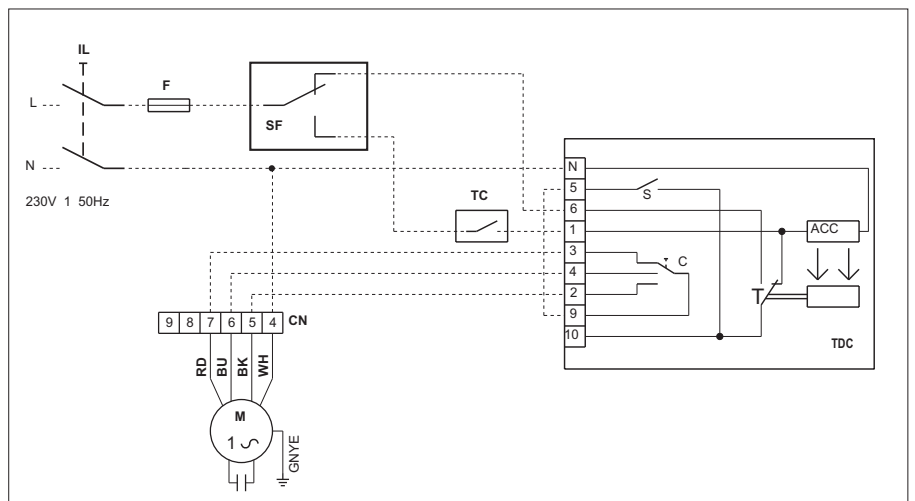 IL
F
L
SF
N
230V 1 50Hz
TC
N
5
6
1
3
4
2
9
10
S
ACC
C
T
TDC
9 8 7 6 5 4 CN
RD BU BK WH
M
1
GNYE